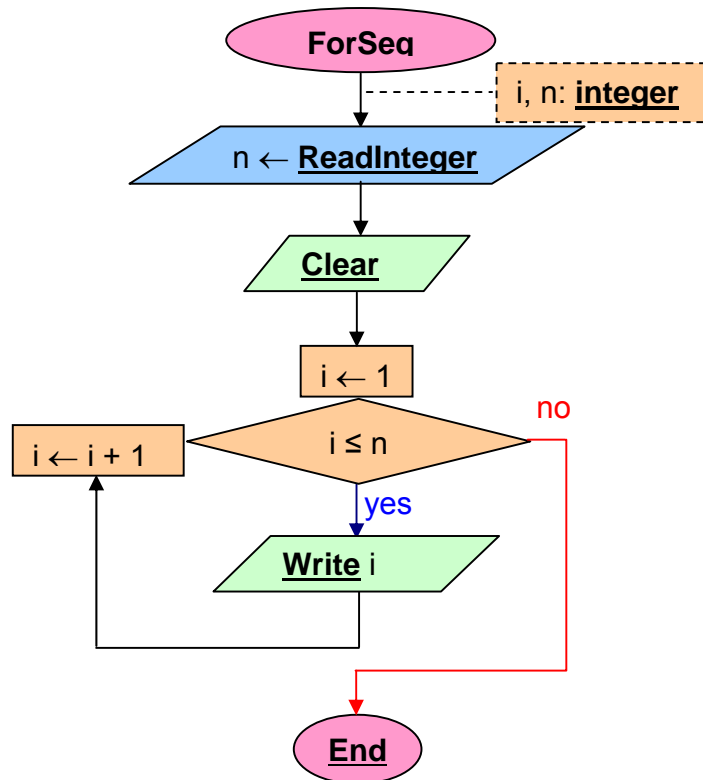 ForSeq
i, n: integer
n ← ReadInteger
Clear
i ← 1
no
i ≤ n
i ← i + 1
yes
Write i
End